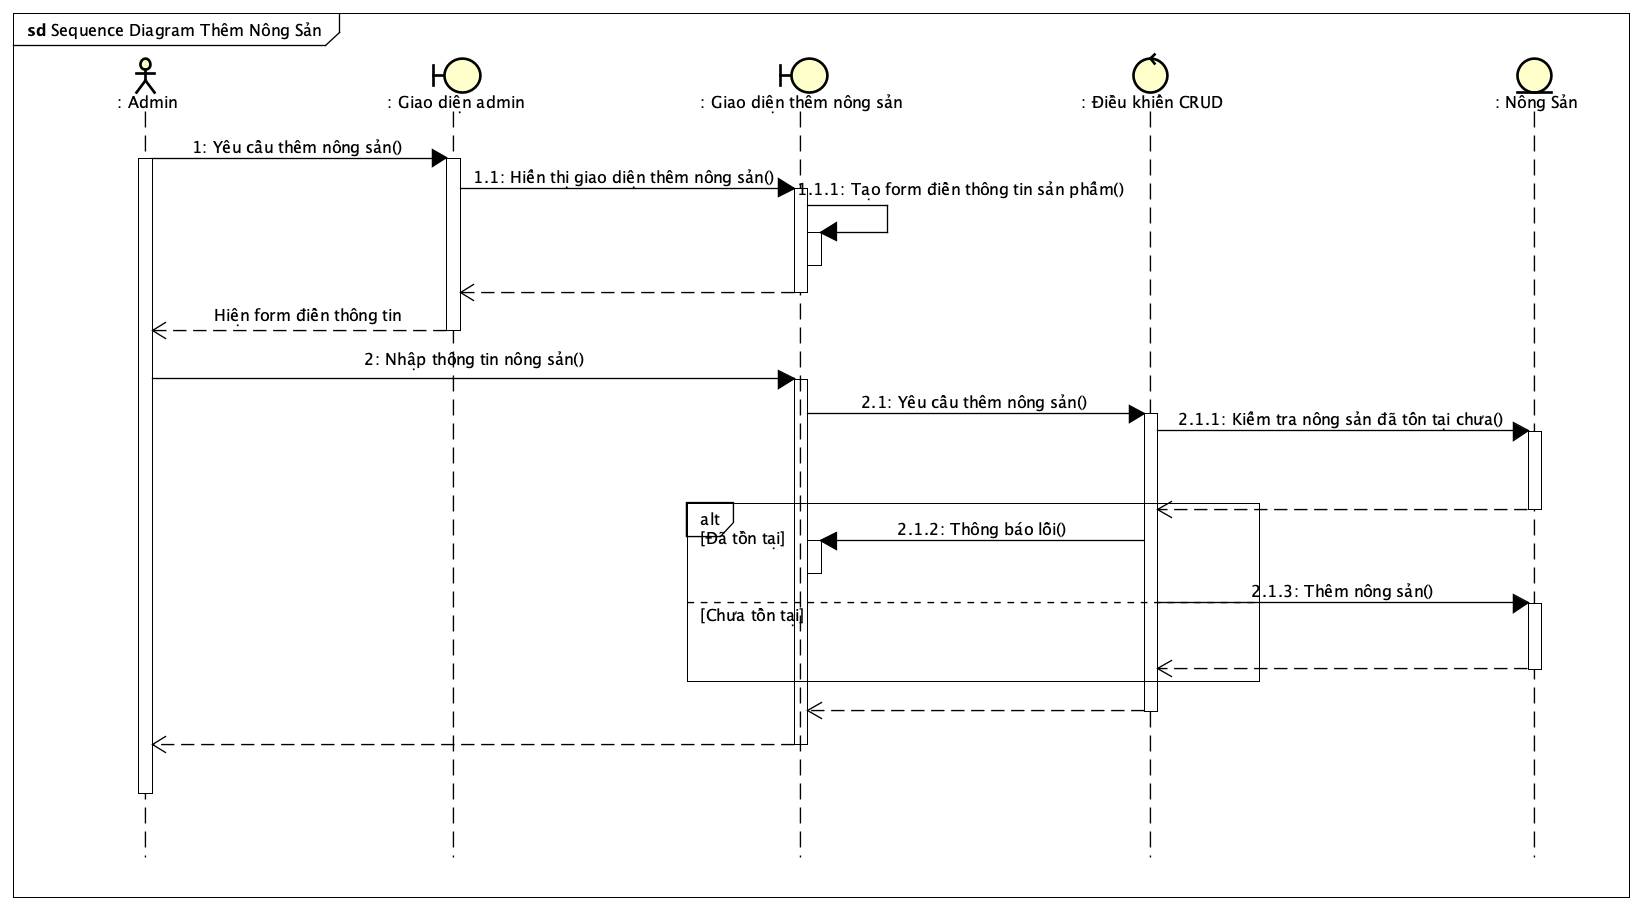 sd Sequence Diagram Thêm Nông Sản
: Admin
: Giao diện admin
: Giao diện thêm nông sản
: Điều khiển CRUD
: Nông Sản
1: Yêu cầu thêm nông sản()
1.1: Hiển thị giao diện thêm nông sản()
1.1.1: Tạo form điền thông tin sản phẩm()
Hiện form điền thông tin
2: Nhập thông tin nông sản()
2.1: Yêu cầu thêm nông sản()
2.1.1: Kiểm tra nông sản đã tồn tại chưa()
alt
[Đã tồn tại]
2.1.2: Thông báo lỗi()
2.1.3: Thêm nông sản()
[Chưa tồn tại]